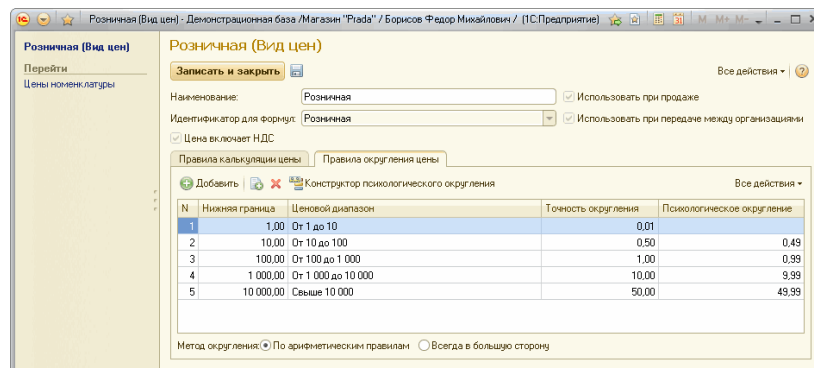 Розничная (Вид цен) - Демонстрационная база /Магазин "Prada" / Борисов Федор Михайлович / (1С:Предприятие) M M+ M-
Розничная (Вид цен)
Перейти
Цены номенклатуры
Розничная (Вид цен)
Записать и закрыть Все действия
Наименование: Розничная Использовать при продаже
Идентификатор для формул: Розничная Использовать при передаче между организациями
Цена включает НДС
Правила калькуляции цены Правила округления цены
Добавить Конструктор психологического округления Все действия
N Нижняя граница Ценовой диапазон Точность округления Психологическое округление
1 1,00 От 1 до 10 0,01
2 10,00 От 10 до 100 0,50 0,49
3 100,00 От 100 до 1 000 1,00 0,99
4 1 000,00 От 1 000 до 10 000 10,00 9,99
5 10 000,00 Свыше 10 000 50,00 49,99
Метод округления: По арифметическим правилам Всегда в большую сторону